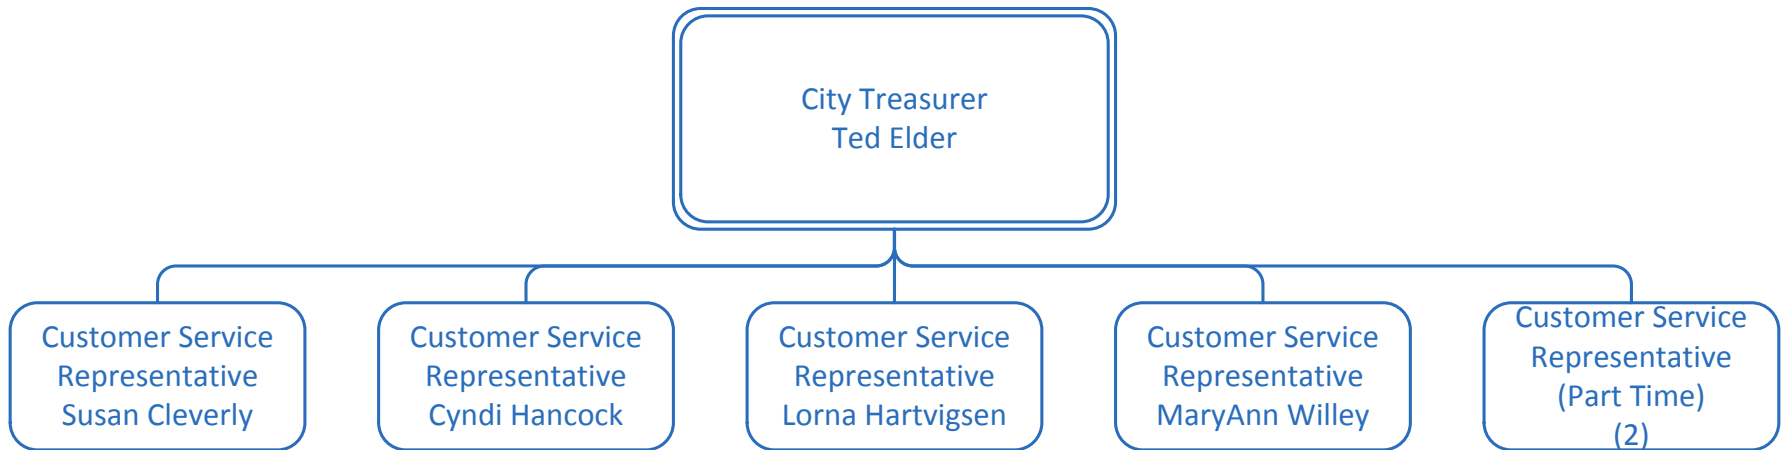 City Treasurer
Ted Elder
Customer Service
Representative
Susan Cleverly
Customer Service
Representative
Cyndi Hancock
Customer Service
Representative
Lorna Hartvigsen
Customer Service
Representative
MaryAnn Willey
Customer Service
Representative
(Part Time)
(2)